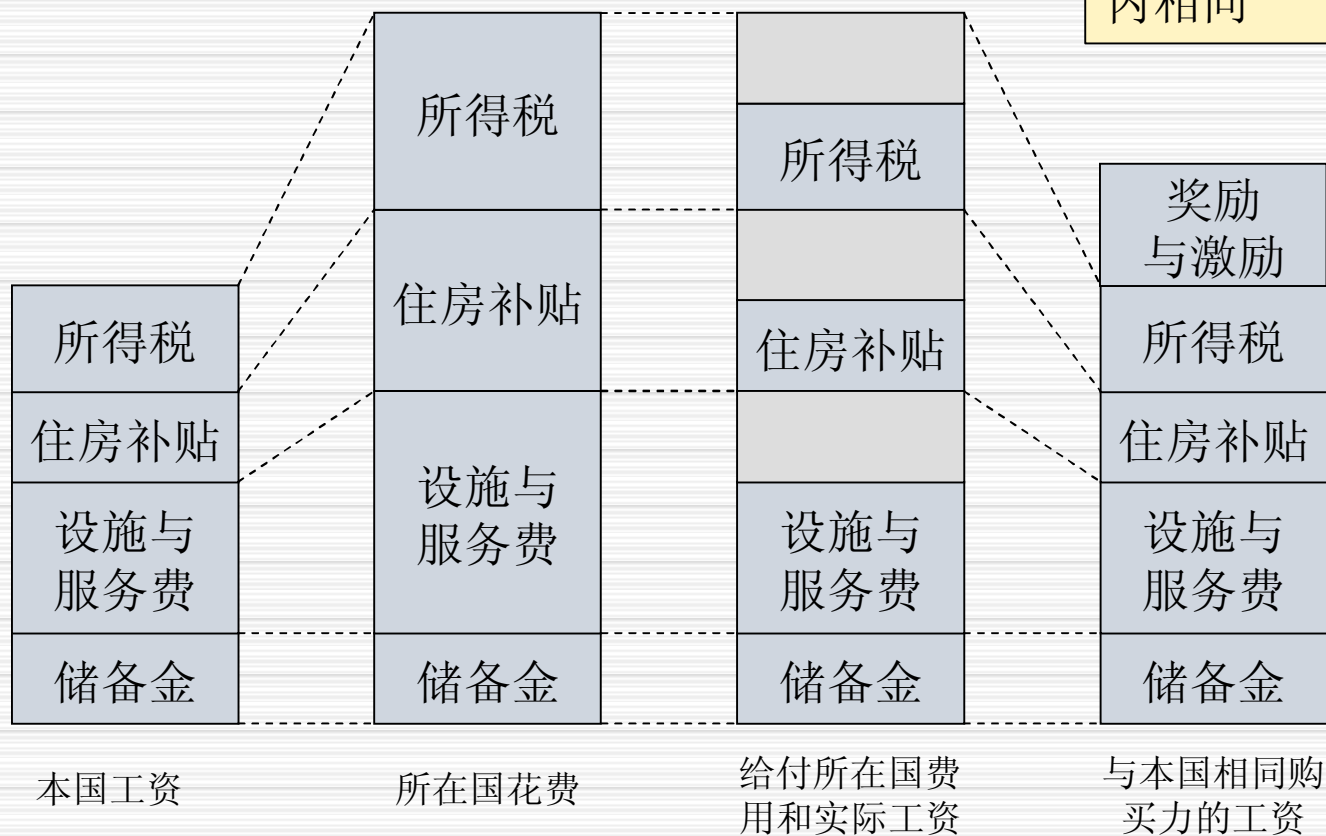 内相同
所得税
住房补贴
设施与
服务费
储备金
本国工资
所得税
住房补贴
设施与
服务费
储备金
所在国花费
所得税
住房补贴
设施与
服务费
储备金
给付所在国费
用和实际工资
奖励
与激励
所得税
住房补贴
设施与
服务费
储备金
与本国相同购
买力的工资